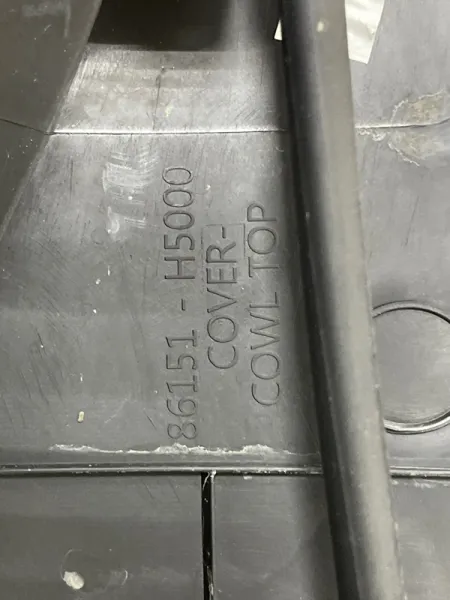 86151 - H5000
COVER-
COWL TOP